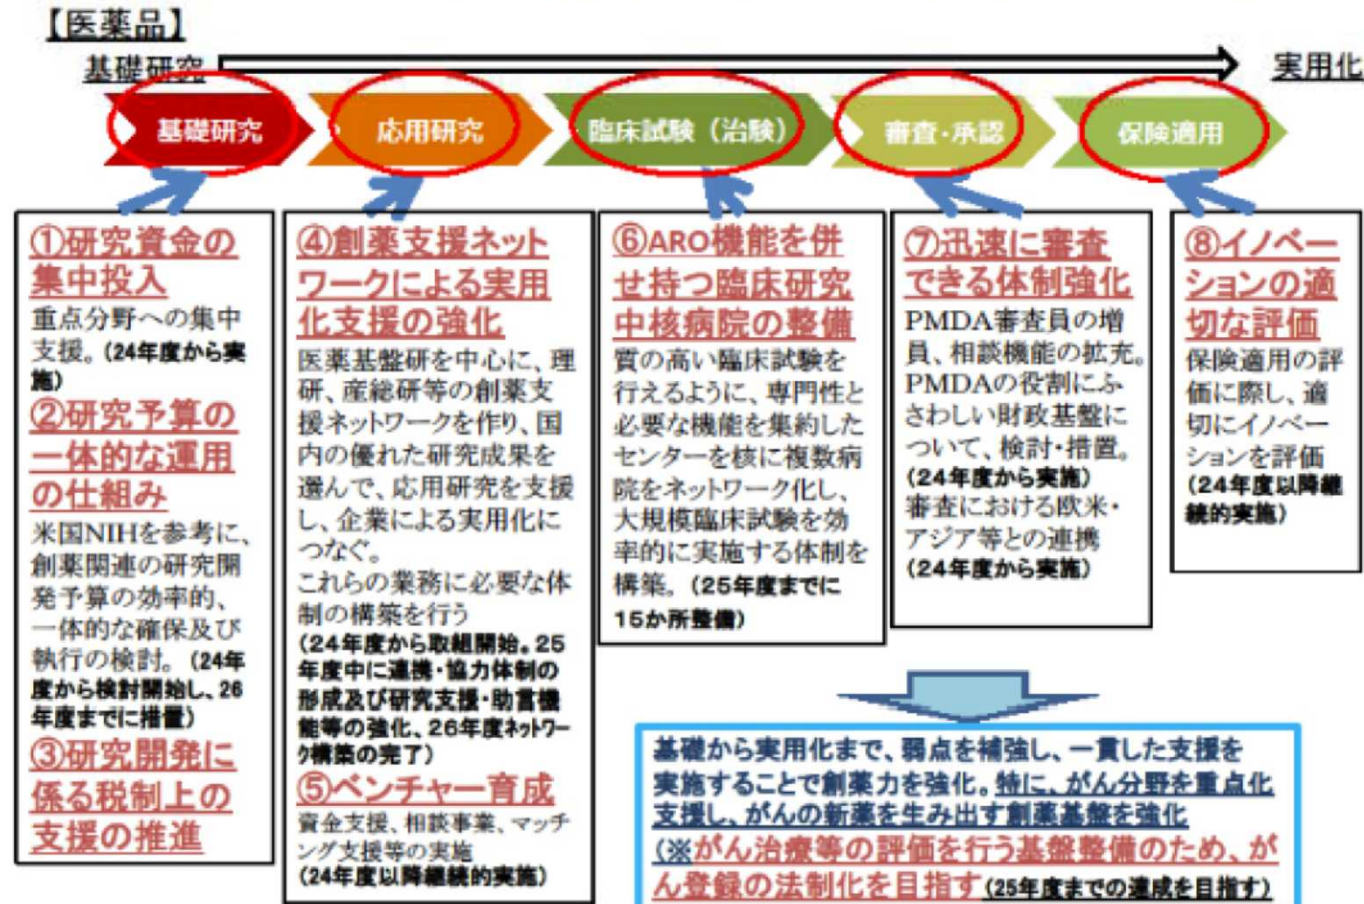 【医薬品】
基礎研究
実用化
基礎研究
応用研究
臨床試験（治験）
審査・承認
保険適用
①研究資金の
集中投入
重点分野への集中
支援。（24年度から実
施）
②研究予算の
一体的な運用
の仕組み
米国NIHを参考に、
創薬関連の研究開
発予算の効率的、
一体的な確保及び
執行の検討。（24年
度から検討開始し、26
年度までに措置）
③研究開発に
係る税制上の
支援の推進
④創薬支援ネット
ワークによる実用
化支援の強化
医薬基盤研を中心に、理
研、産総研等の創薬支
援ネットワークを作り、国
内の優れた研究成果を
選んで、応用研究を支援
し、企業による実用化に
つなぐ。
これらの業務に必要な体
制の構築を行う
（24年度から取組開始。25
年度中に連携・協力体制の
形成及び研究支援・助言機
能等の強化、26年度ネットワー
ク構築の完了）
⑤ベンチャー育成
資金支援、相談事業、マッチ
ング支援等の実施
（24年度以降継続的実施）
⑥ARO機能を併
せ持つ臨床研究
中核病院の整備
質の高い臨床試験を
行えるように、専門性と
必要な機能を集約した
センターを核に複数病
院をネットワーク化し、
大規模臨床試験を効
率的に実施する体制を
構築。（25年度までに
15か所整備）
⑦迅速に審査
できる体制強化
PMDA審査員の増
員、相談機能の拡充。
PMDAの役割にふ
さわしい財政基盤に
ついて、検討・措置。
（24年度から実施）
審査における欧米・
アジア等との連携
（24年度から実施）
⑧イノベー
ションの適
切な評価
保険適用の評
価に際し、適
切にイノベー
ションを評価
（24年度以降継
続的実施）
基礎から実用化まで、弱点を補強し、一貫した支援を
実施することで創薬力を強化。特に、がん分野を重点化
支援し、がんの新薬を生み出す創薬基盤を強化
（※がん治療等の評価を行う基盤整備のため、が
ん登録の法制化を目指す（25年度までの達成を目指す）